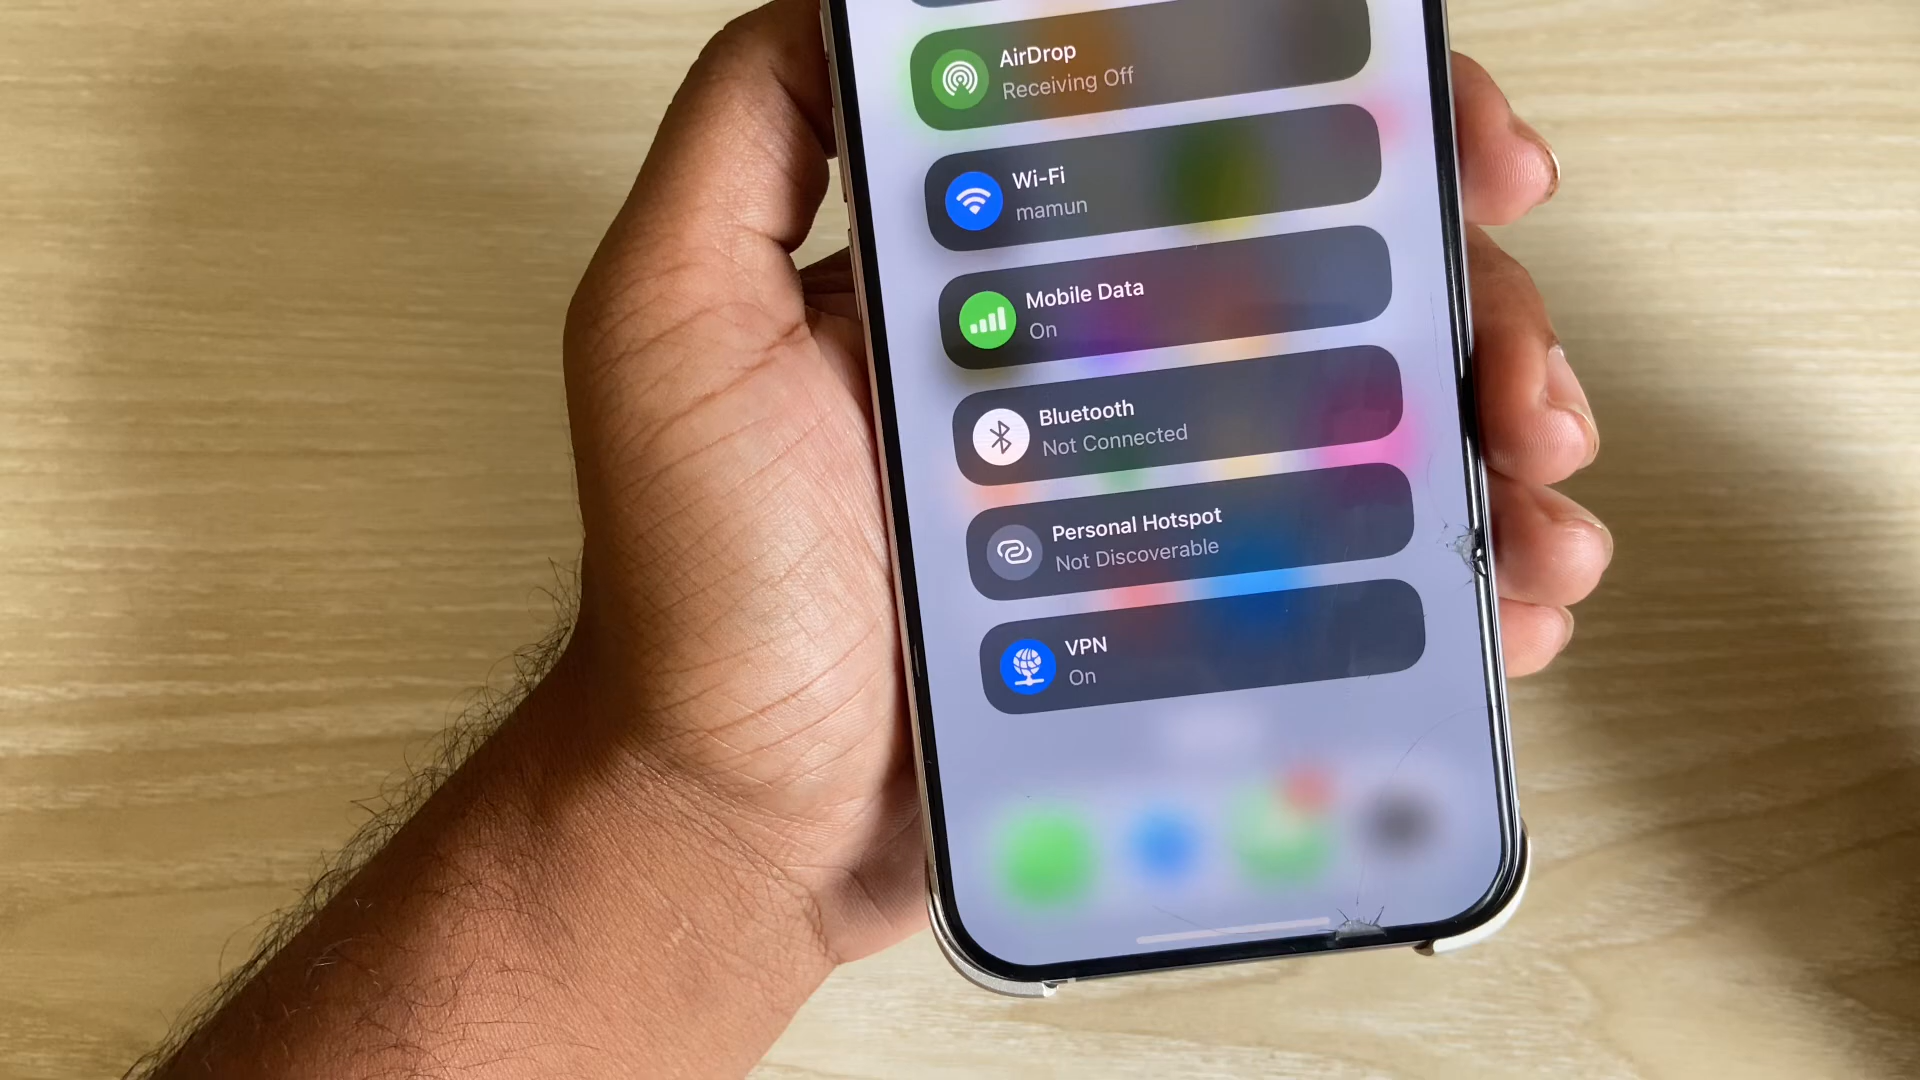 AirDrop
Receiving Off
Wi-Fi
mamun
Mobile Data
On
Bluetooth
Not Connected
Personal Hotspot
Not Discoverable
VPN
On